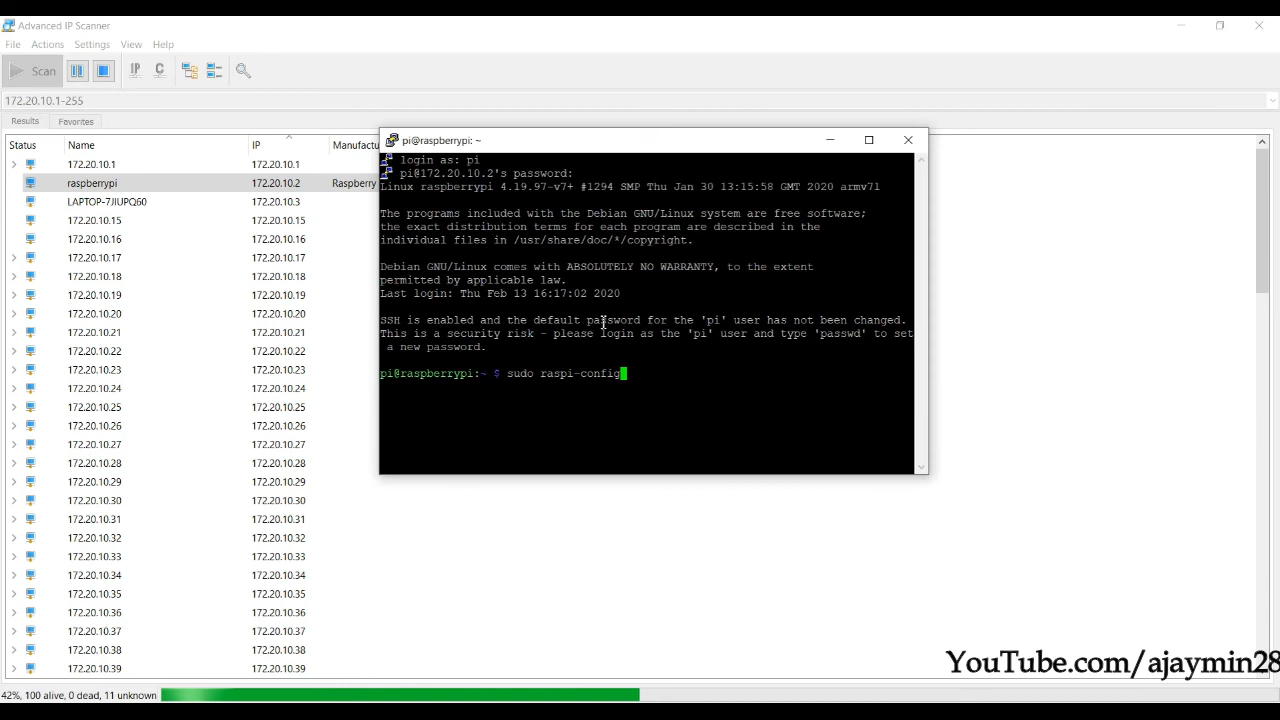 Advanced IP Scanner
File Actions Settings View Help
Scan IP C
172.20.10.1-255
Results Favorites
Status Name IP Manufactu
172.20.10.1 172.20.10.1
raspberrypi 172.20.10.2 Raspberry
LAPTOP-7JIUPQ60 172.20.10.3
172.20.10.15 172.20.10.15
172.20.10.16 172.20.10.16
172.20.10.17 172.20.10.17
172.20.10.18 172.20.10.18
172.20.10.19 172.20.10.19
172.20.10.20 172.20.10.20
172.20.10.21 172.20.10.21
172.20.10.22 172.20.10.22
172.20.10.23 172.20.10.23
172.20.10.24 172.20.10.24
172.20.10.25 172.20.10.25
172.20.10.26 172.20.10.26
172.20.10.27 172.20.10.27
172.20.10.28 172.20.10.28
172.20.10.29 172.20.10.29
172.20.10.30 172.20.10.30
172.20.10.31 172.20.10.31
172.20.10.32 172.20.10.32
172.20.10.33 172.20.10.33
172.20.10.34 172.20.10.34
172.20.10.35 172.20.10.35
172.20.10.36 172.20.10.36
172.20.10.37 172.20.10.37
172.20.10.38 172.20.10.38
172.20.10.39 172.20.10.39
pi@raspberrypi: ~
login as: pi
pi@172.20.10.2's password:
Linux raspberrypi 4.19.97-v7+ #1294 SMP Thu Jan 30 13:15:58 GMT 2020 armv7l
The programs included with the Debian GNU/Linux system are free software;
the exact distribution terms for each program are described in the
individual files in /usr/share/doc/*/copyright.
Debian GNU/Linux comes with ABSOLUTELY NO WARRANTY, to the extent
permitted by applicable law.
Last login: Thu Feb 13 16:17:02 2020
SSH is enabled and the default password for the 'pi' user has not been changed.
This is a security risk - please login as the 'pi' user and type 'passwd' to set
a new password.
pi@raspberrypi:~ $ sudo raspi-config
YouTube.com/ajaymin28
42%, 100 alive, 0 dead, 11 unknown